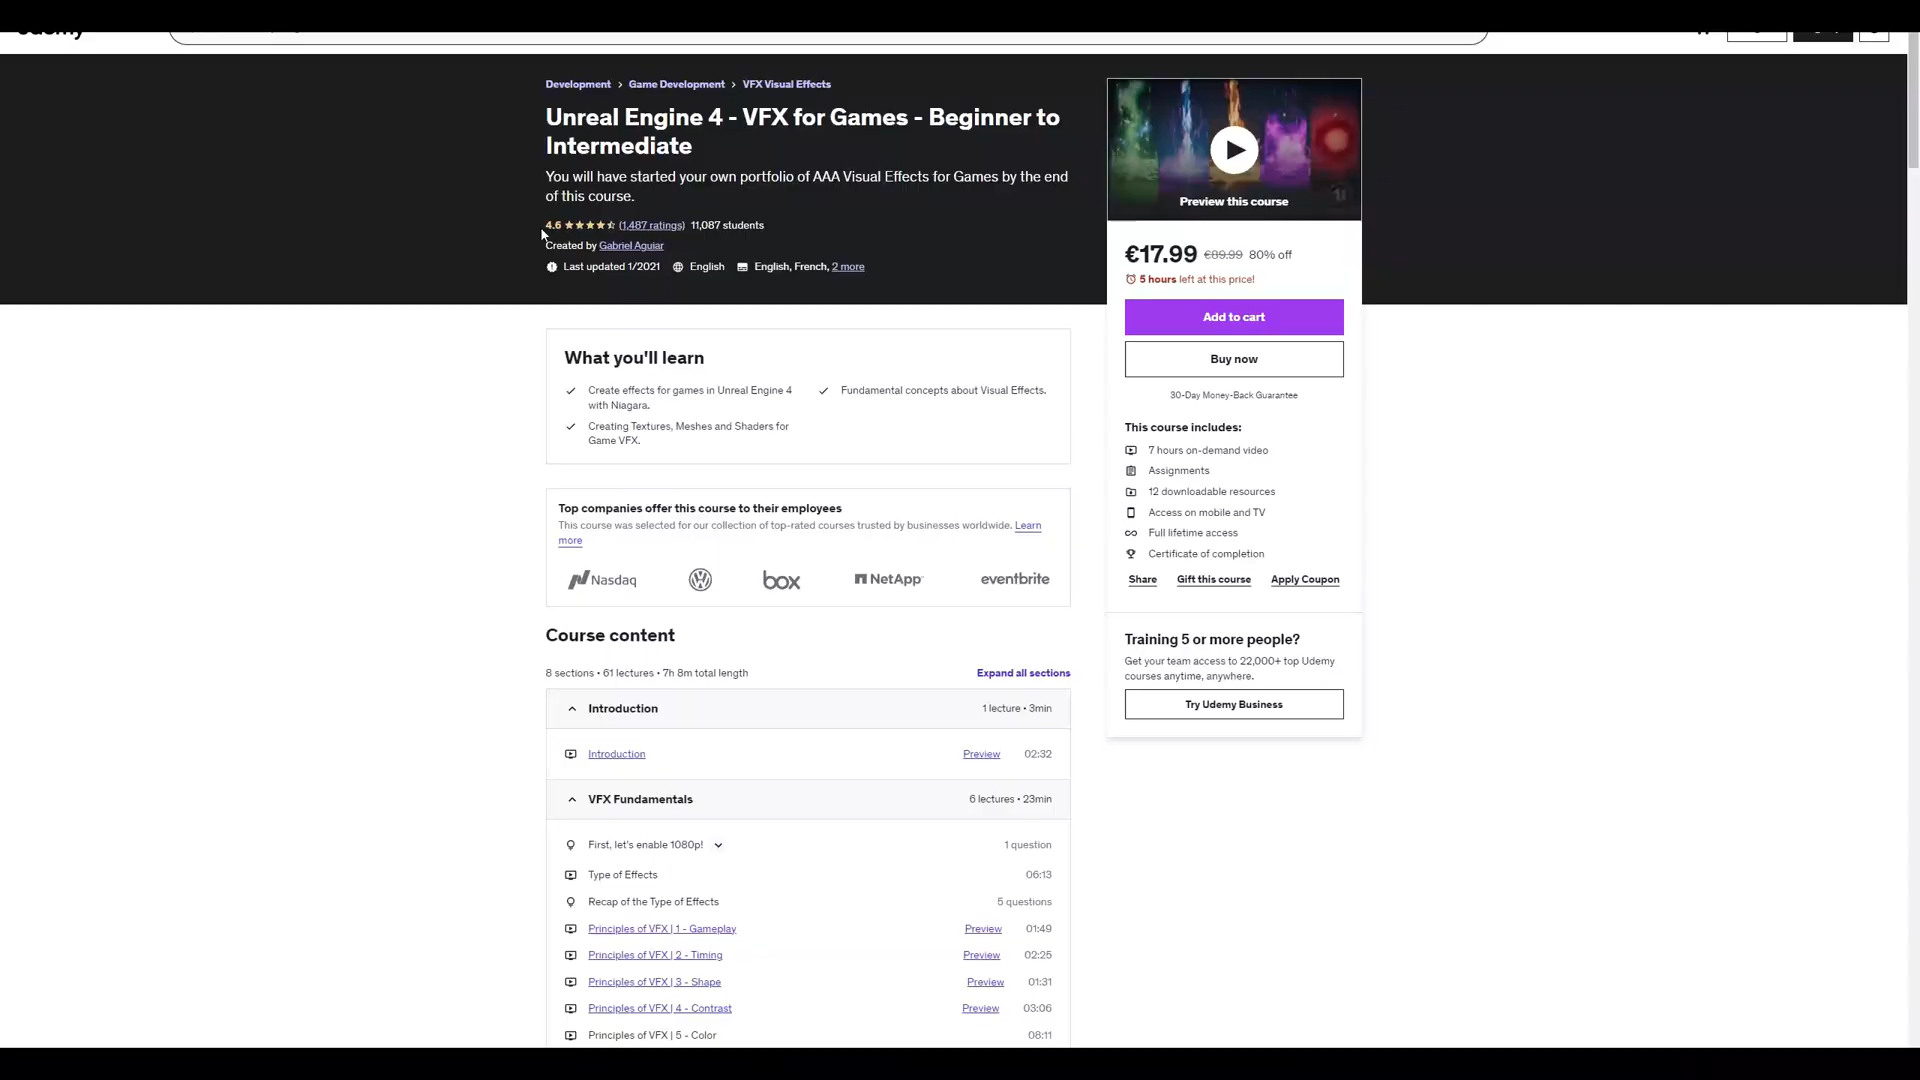 Development > Game Development > VFX Visual Effects
Unreal Engine 4 - VFX for Games - Beginner to
Intermediate
You will have started your own portfolio of AAA Visual Effects for Games by the end
of this course.
4.6 (1,487 ratings) 11,087 students
Created by Gabriel Aguiar
Last updated 1/2021 English English, French, 2 more
Preview this course
€17.99 €89.99 80% off
5 hours left at this price!
Add to cart
Buy now
30-Day Money-Back Guarantee
This course includes:
7 hours on-demand video
Assignments
12 downloadable resources
Access on mobile and TV
Full lifetime access
Certificate of completion
Share Gift this course Apply Coupon
Training 5 or more people?
Get your team access to 22,000+ top Udemy
courses anytime, anywhere.
Try Udemy Business
What you'll learn
Create effects for games in Unreal Engine 4
with Niagara.
Creating Textures, Meshes and Shaders for
Game VFX.
Fundamental concepts about Visual Effects.
Top companies offer this course to their employees
This course was selected for our collection of top-rated courses trusted by businesses worldwide. Learn
more
Nasdaq box NetApp eventbrite
Course content
8 sections • 61 lectures • 7h 8m total length Expand all sections
Introduction 1 lecture • 3min
Introduction Preview 02:32
VFX Fundamentals 6 lectures • 23min
First, let's enable 1080p! 1 question
Type of Effects 06:13
Recap of the Type of Effects 5 questions
Principles of VFX | 1 - Gameplay Preview 01:49
Principles of VFX | 2 - Timing Preview 02:25
Principles of VFX | 3 - Shape Preview 01:31
Principles of VFX | 4 - Contrast Preview 03:06
Principles of VFX | 5 - Color 08:11